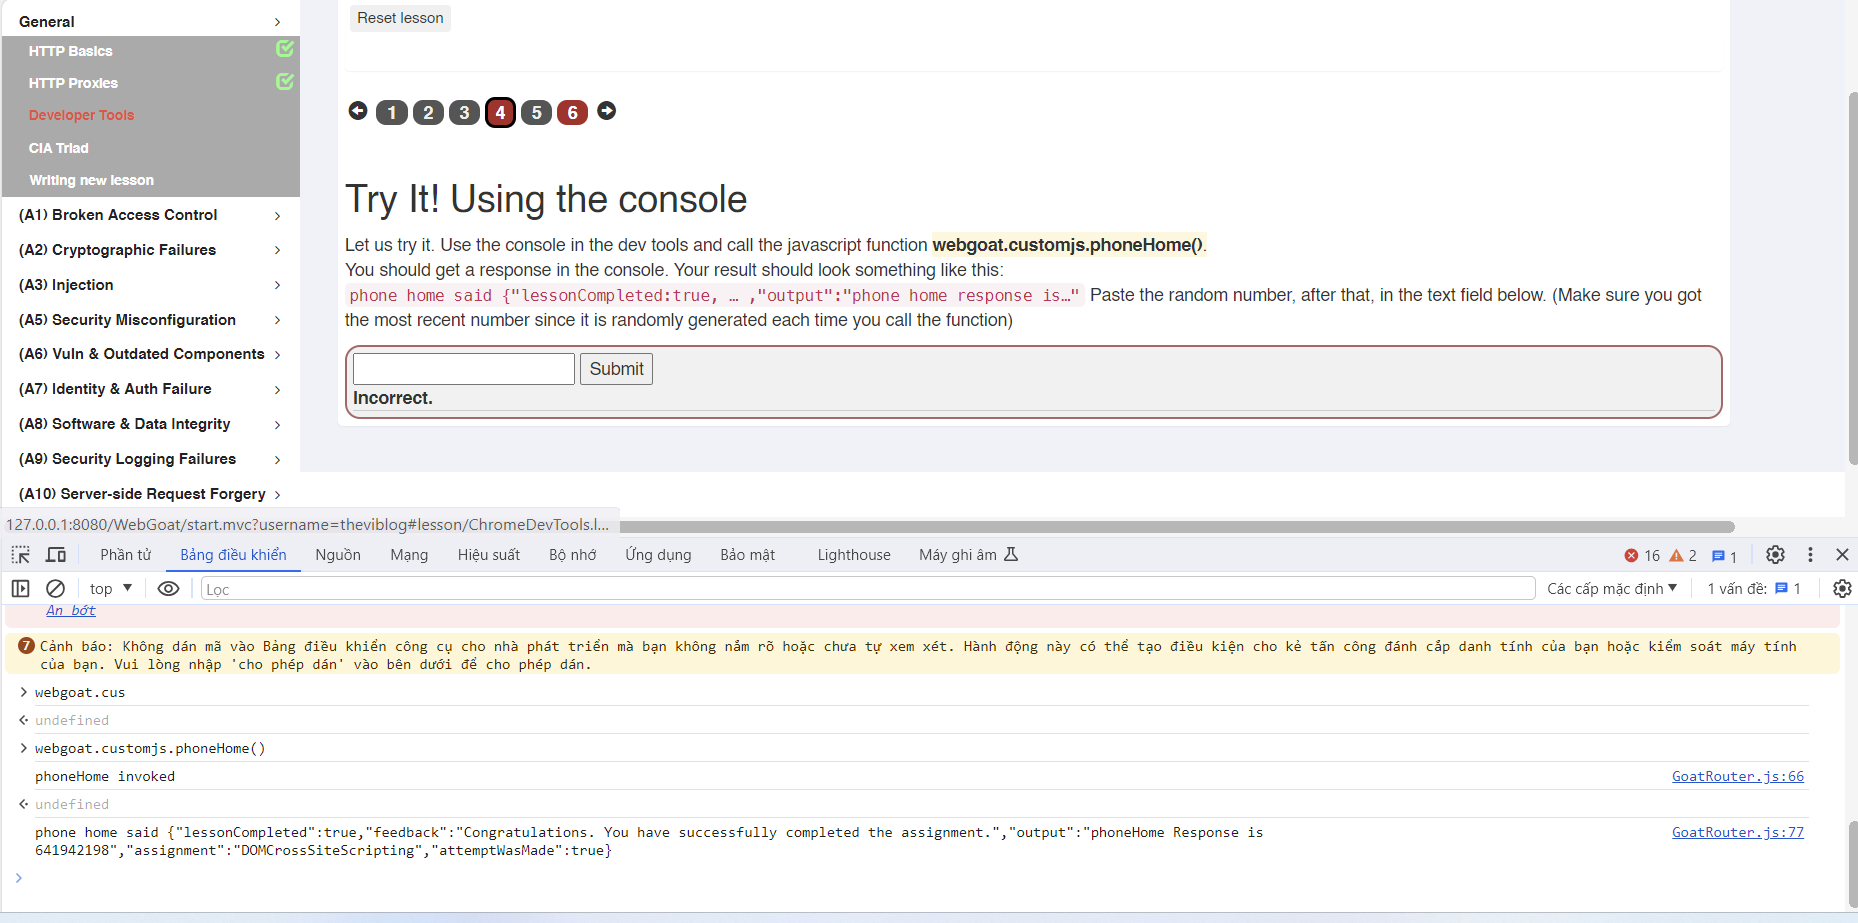 General
HTTP Basics
HTTP Proxies
Developer Tools
CIA Triad
Writing new lesson
(A1) Broken Access Control
(A2) Cryptographic Failures
(A3) Injection
(A5) Security Misconfiguration
(A6) Vuln & Outdated Components
(A7) Identity & Auth Failure
(A8) Software & Data Integrity
(A9) Security Logging Failures
(A10) Server-side Request Forgery
Reset lesson
1 2 3 4 5 6
Try It! Using the console
Let us try it. Use the console in the dev tools and call the javascript function webgoat.customjs.phoneHome().
You should get a response in the console. Your result should look something like this:
phone home said {"lessonCompleted:true, … ,"output":"phone home response is…" Paste the random number, after that, in the text field below. (Make sure you got
the most recent number since it is randomly generated each time you call the function)
Submit
Incorrect.
127.0.0.1:8080/WebGoat/start.mvc?username=theviblog#lesson/ChromeDevTools.l...
Phần tử Bảng điều khiển Nguồn Mạng Hiệu suất Bộ nhớ Ứng dụng Bảo mật Lighthouse Máy ghi âm 16 2 1
top Lọc Các cấp mặc định 1 vấn đề: 1
Ẩn bớt
7 Cảnh báo: Không dán mã vào Bảng điều khiển công cụ cho nhà phát triển mà bạn không nắm rõ hoặc chưa tự xem xét. Hành động này có thể tạo điều kiện cho kẻ tấn công đánh cắp danh tính của bạn hoặc kiểm soát máy tính
của bạn. Vui lòng nhập 'cho phép dán' vào bên dưới để cho phép dán.
webgoat.cus
undefined
webgoat.customjs.phoneHome()
phoneHome invoked GoatRouter.js:66
undefined
phone home said {"lessonCompleted":true,"feedback":"Congratulations. You have successfully completed the assignment.","output":"phoneHome Response is GoatRouter.js:77
641942198","assignment":"DOMCrossSiteScripting","attemptWasMade":true}